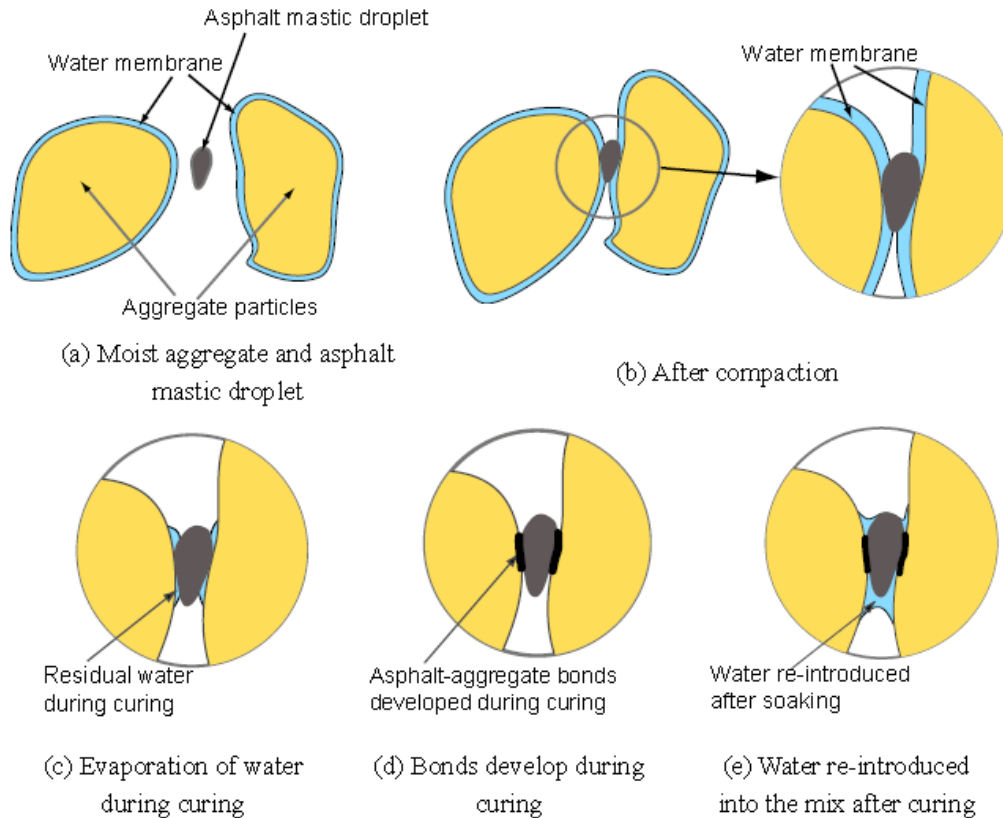 Asphalt mastic droplet
Water membrane
Aggregate particles
(a) Moist aggregate and asphalt
mastic droplet
Water membrane
(b) After compaction
Residual water
during curing
(c) Evaporation of water
during curing
Asphalt-aggregate bonds
developed during curing
(d) Bonds develop during
curing
Water re-introduced
after soaking
(e) Water re-introduced
into the mix after curing